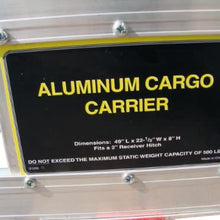 ALUMINUM CARGO
CARRIER
Dimensions: 49" L x 22-1/2" W x 8" H
Fits a 2" Receiver Hitch
DO NOT EXCEED THE MAXIMUM STATIC WEIGHT CAPACITY OF 500 LB